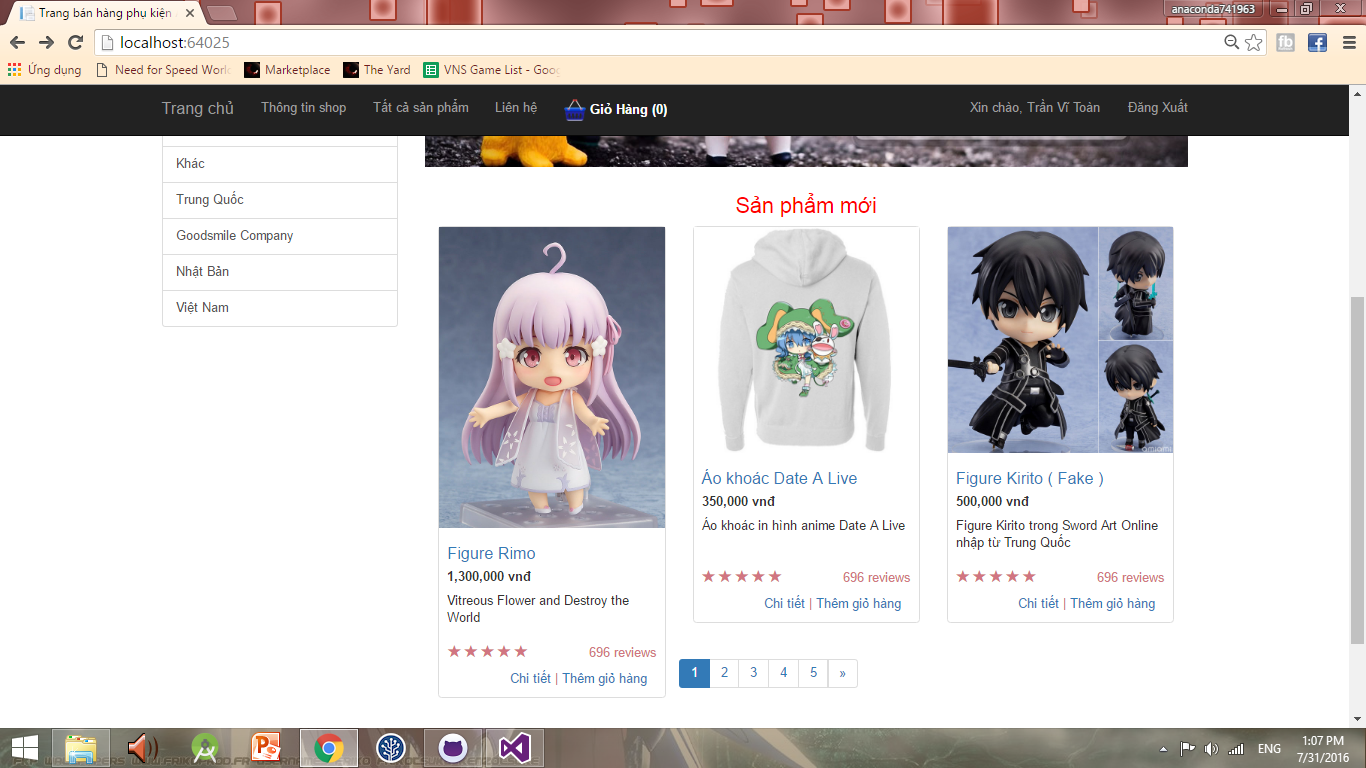 Trang bán hàng phụ kiện
anaconda741963
localhost:64025
Ứng dụng
Need for Speed World
Marketplace
The Yard
VNS Game List - Goog
Trang chủ
Thông tin shop
Tất cả sản phẩm
Liên hệ
Giỏ Hàng (0)
Xin chào, Trần Vĩ Toàn
Đăng Xuất
Khác
Trung Quốc
Goodsmile Company
Nhật Bản
Việt Nam
Sản phẩm mới
Figure Rimo
1,300,000 vnđ
Vitreous Flower and Destroy the
World
696 reviews
Chi tiết | Thêm giỏ hàng
Áo khoác Date A Live
350,000 vnđ
Áo khoác in hình anime Date A Live
696 reviews
Chi tiết | Thêm giỏ hàng
Figure Kirito ( Fake )
500,000 vnđ
Figure Kirito trong Sword Art Online
nhập từ Trung Quốc
696 reviews
Chi tiết | Thêm giỏ hàng
1 2 3 4 5 »
ENG
1:07 PM
7/31/2016